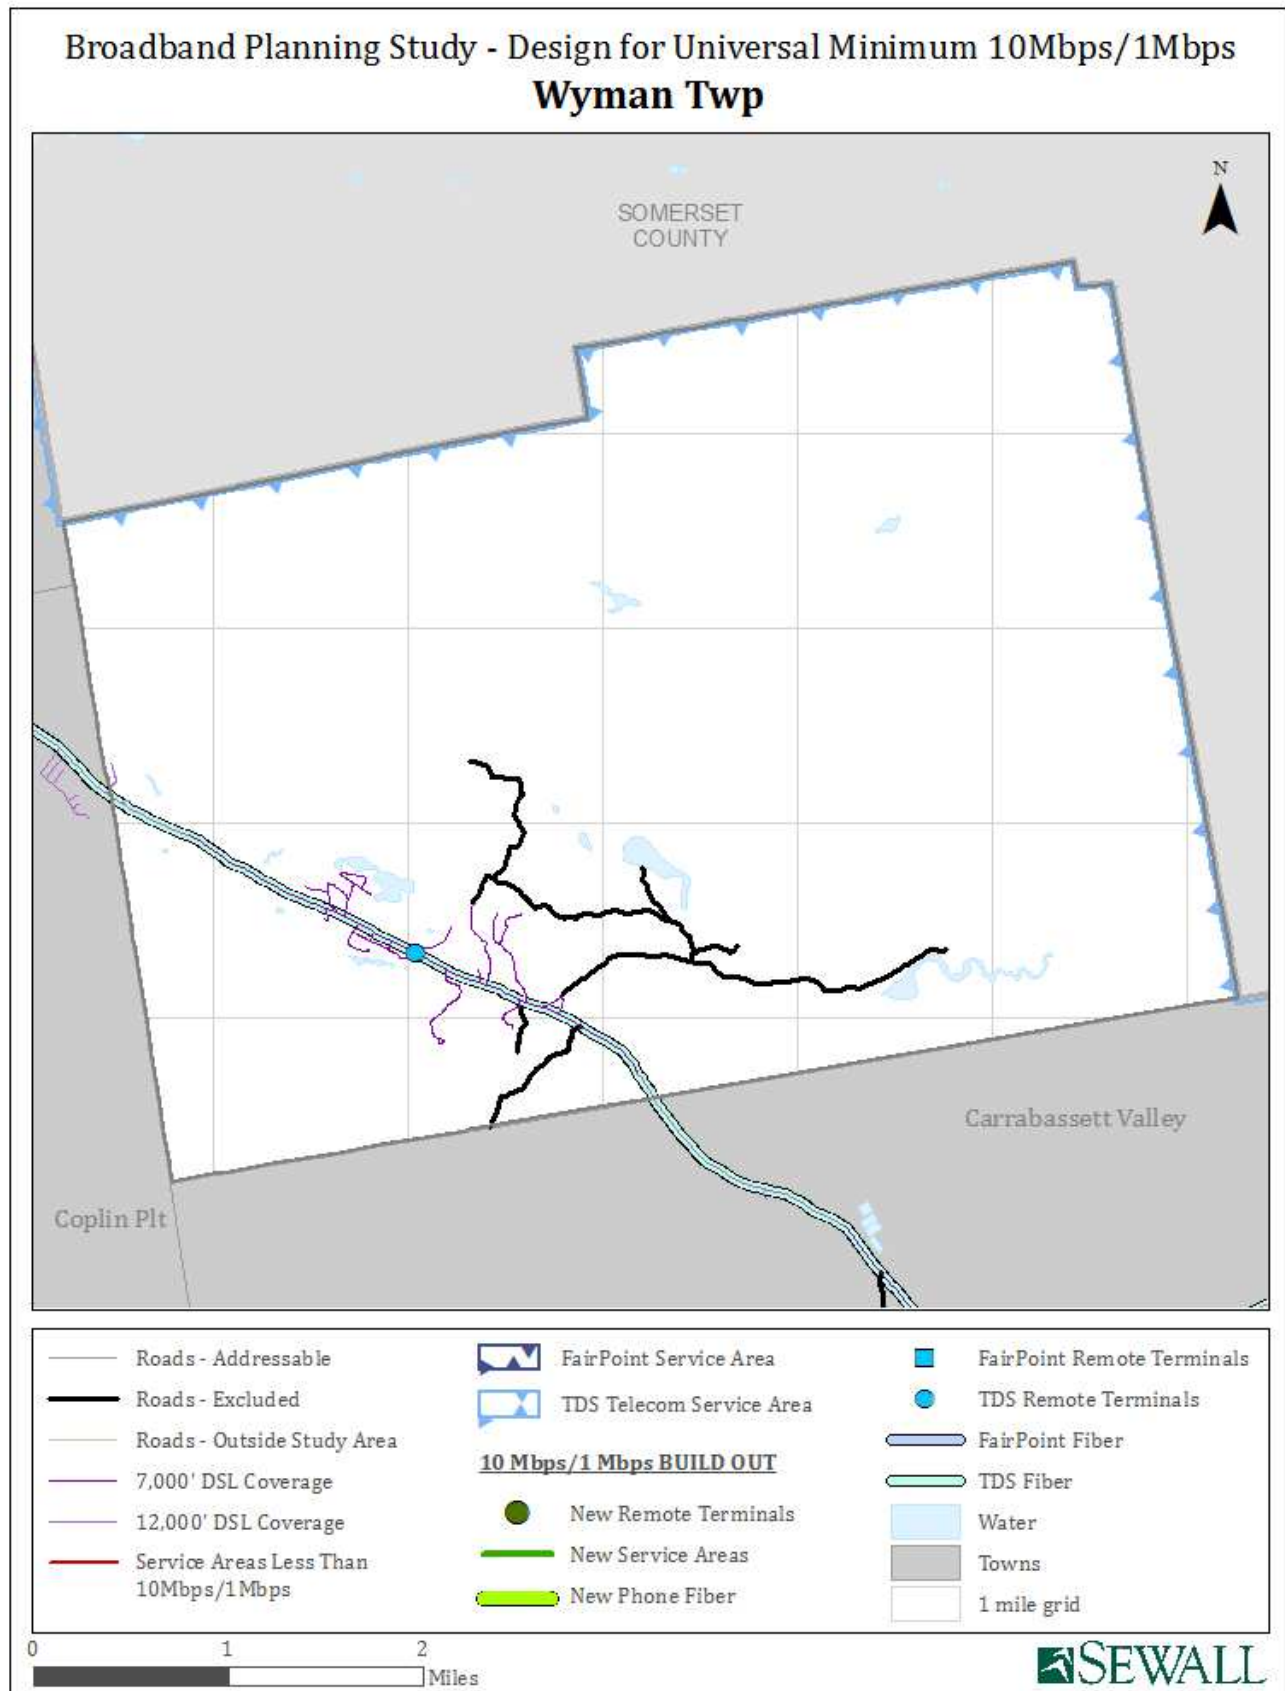 Broadband Planning Study - Design for Universal Minimum 10Mbps/1Mbps
Wyman Twp
N
SOMERSET
COUNTY
Carrabassett Valley
Coplin Plt
Roads - Addressable
Roads - Excluded
Roads - Outside Study Area
7,000' DSL Coverage
12,000' DSL Coverage
Service Areas Less Than
10Mbps/1Mbps
FairPoint Service Area
TDS Telecom Service Area
10 Mbps/1 Mbps BUILD OUT
New Remote Terminals
New Service Areas
New Phone Fiber
FairPoint Remote Terminals
TDS Remote Terminals
FairPoint Fiber
TDS Fiber
Water
Towns
1 mile grid
0 1 2
Miles
SEWALL